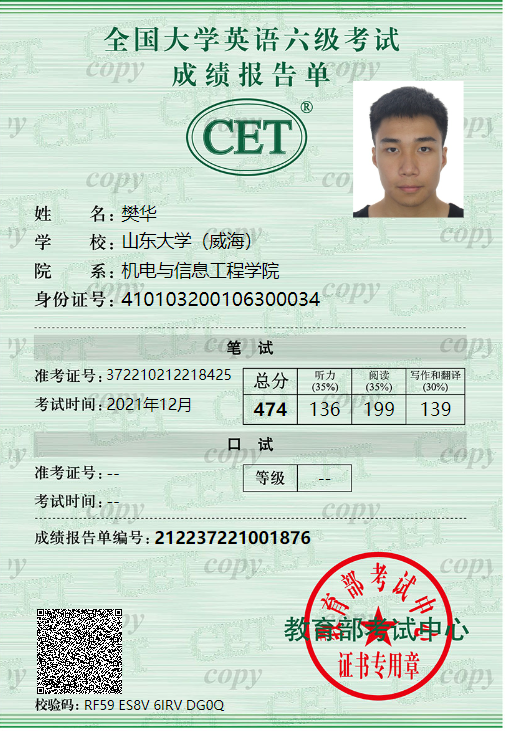 全国大学英语六级考试
成绩报告单
CET®
姓 名: 樊华
学 校: 山东大学（威海）
院 系: 机电与信息工程学院
身份证号: 410103200106300034
笔 试
准考证号: 372210212218425
考试时间: 2021年12月
总分 听力 (35%) 阅读 (35%) 写作和翻译 (30%)
474 136 199 139
口 试
准考证号: --
考试时间: --
等级 --
成绩报告单编号: 212237221001876
教育部考试中心
教育部考试中心
证书专用章
校验码: RF59 ES8V 6IRV DG0Q
copy